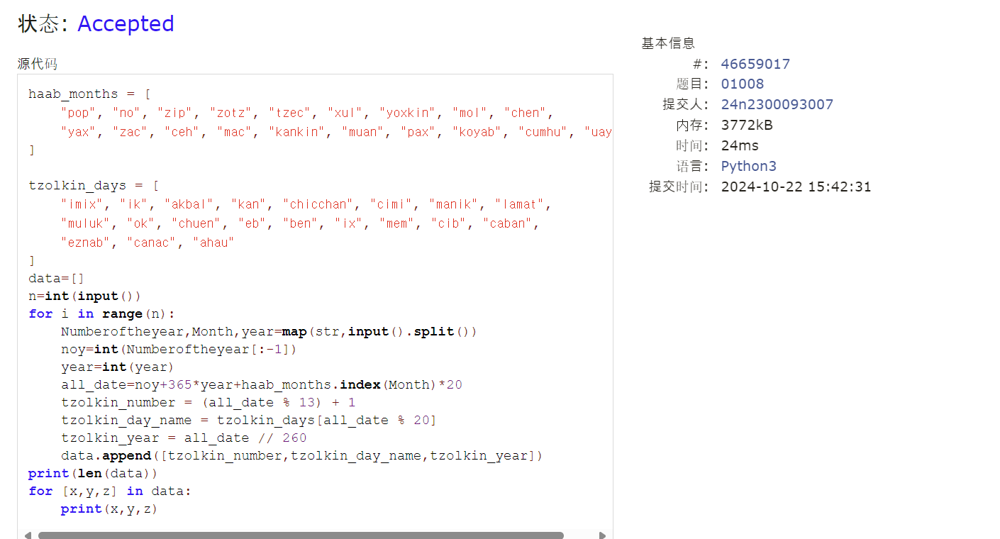 状态: Accepted
源代码
haab_months = [
    "pop", "no", "zip", "zotz", "tzec", "xul", "yoxkin", "mol", "chen",
    "yax", "zac", "ceh", "mac", "kankin", "muan", "pax", "koyab", "cumhu", "uay
]
tzolkin_days = [
    "imix", "ik", "akbal", "kan", "chicchan", "cimi", "manik", "lamat",
    "muluk", "ok", "chuen", "eb", "ben", "ix", "mem", "cib", "caban",
    "eznab", "canac", "ahau"
]
data=[]
n=int(input())
for i in range(n):
    Numberoftheyear,Month,year=map(str,input().split())
    noy=int(Numberoftheyear[:-1])
    year=int(year)
    all_date=noy+365*year+haab_months.index(Month)*20
    tzolkin_number = (all_date % 13) + 1
    tzolkin_day_name = tzolkin_days[all_date % 20]
    tzolkin_year = all_date // 260
    data.append([tzolkin_number,tzolkin_day_name,tzolkin_year])
print(len(data))
for [x,y,z] in data:
    print(x,y,z)
基本信息
#: 46659017
题目: 01008
提交人: 24n2300093007
内存: 3772kB
时间: 24ms
语言: Python3
提交时间: 2024-10-22 15:42:31